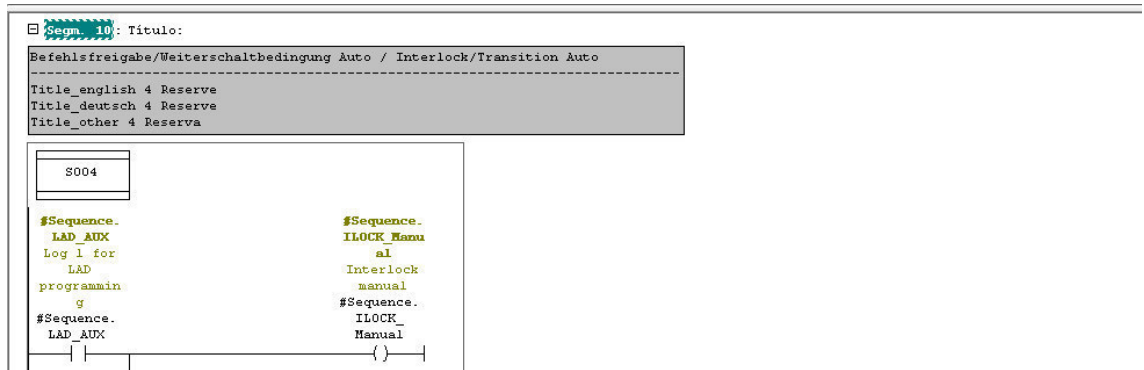 Segm. 10: Título:
Befehlsfreigabe/Weiterschaltbedingung Auto / Interlock/Transition Auto
--------------------------------------------------------------------------------
Title_english 4 Reserve
Title_deutsch 4 Reserve
Title_other 4 Reserva
S004
#Sequence.
LAD_AUX
Log 1 for
LAD
programmin
g
#Sequence.
LAD_AUX
#Sequence.
ILOCK_Manu
al
Interlock
manual
#Sequence.
ILOCK_
Manual